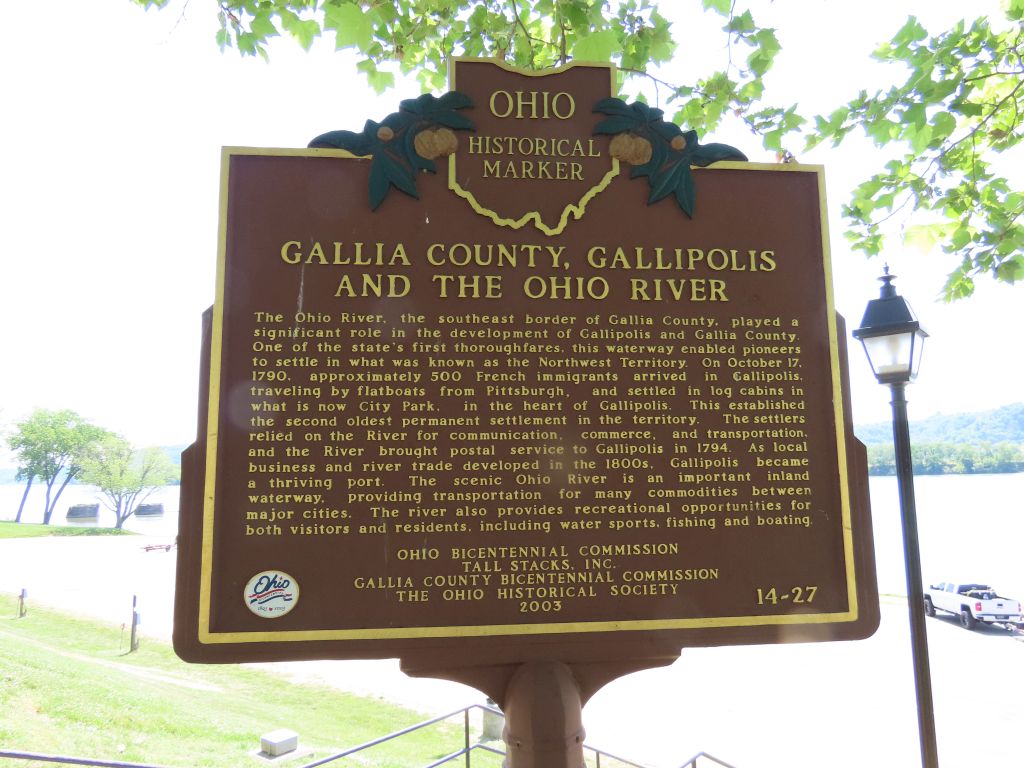 OHIO
HISTORICAL
MARKER
GALLIA COUNTY, GALLIPOLIS
AND THE OHIO RIVER
The Ohio River, the southeast border of Gallia County, played a
significant role in the development of Gallipolis and Gallia County.
One of the state's first thoroughfares, this waterway enabled pioneers
to settle in what was known as the Northwest Territory. On October 17,
1790, approximately 500 French immigrants arrived in Gallipolis,
traveling by flatboats from Pittsburgh, and settled in log cabins in
what is now City Park, in the heart of Gallipolis. This established
the second oldest permanent settlement in the territory. The settlers
relied on the River for communication, commerce, and transportation,
and the River brought postal service to Gallipolis in 1794. As local
business and river trade developed in the 1800s, Gallipolis became
a thriving port. The scenic Ohio River is an important inland
waterway, providing transportation for many commodities between
major cities. The river also provides recreational opportunities for
both visitors and residents, including water sports, fishing and boating.
OHIO BICENTENNIAL COMMISSION
TALL STACKS, INC.
GALLIA COUNTY BICENTENNIAL COMMISSION
THE OHIO HISTORICAL SOCIETY
2003
14-27
Ohio
1803 2003